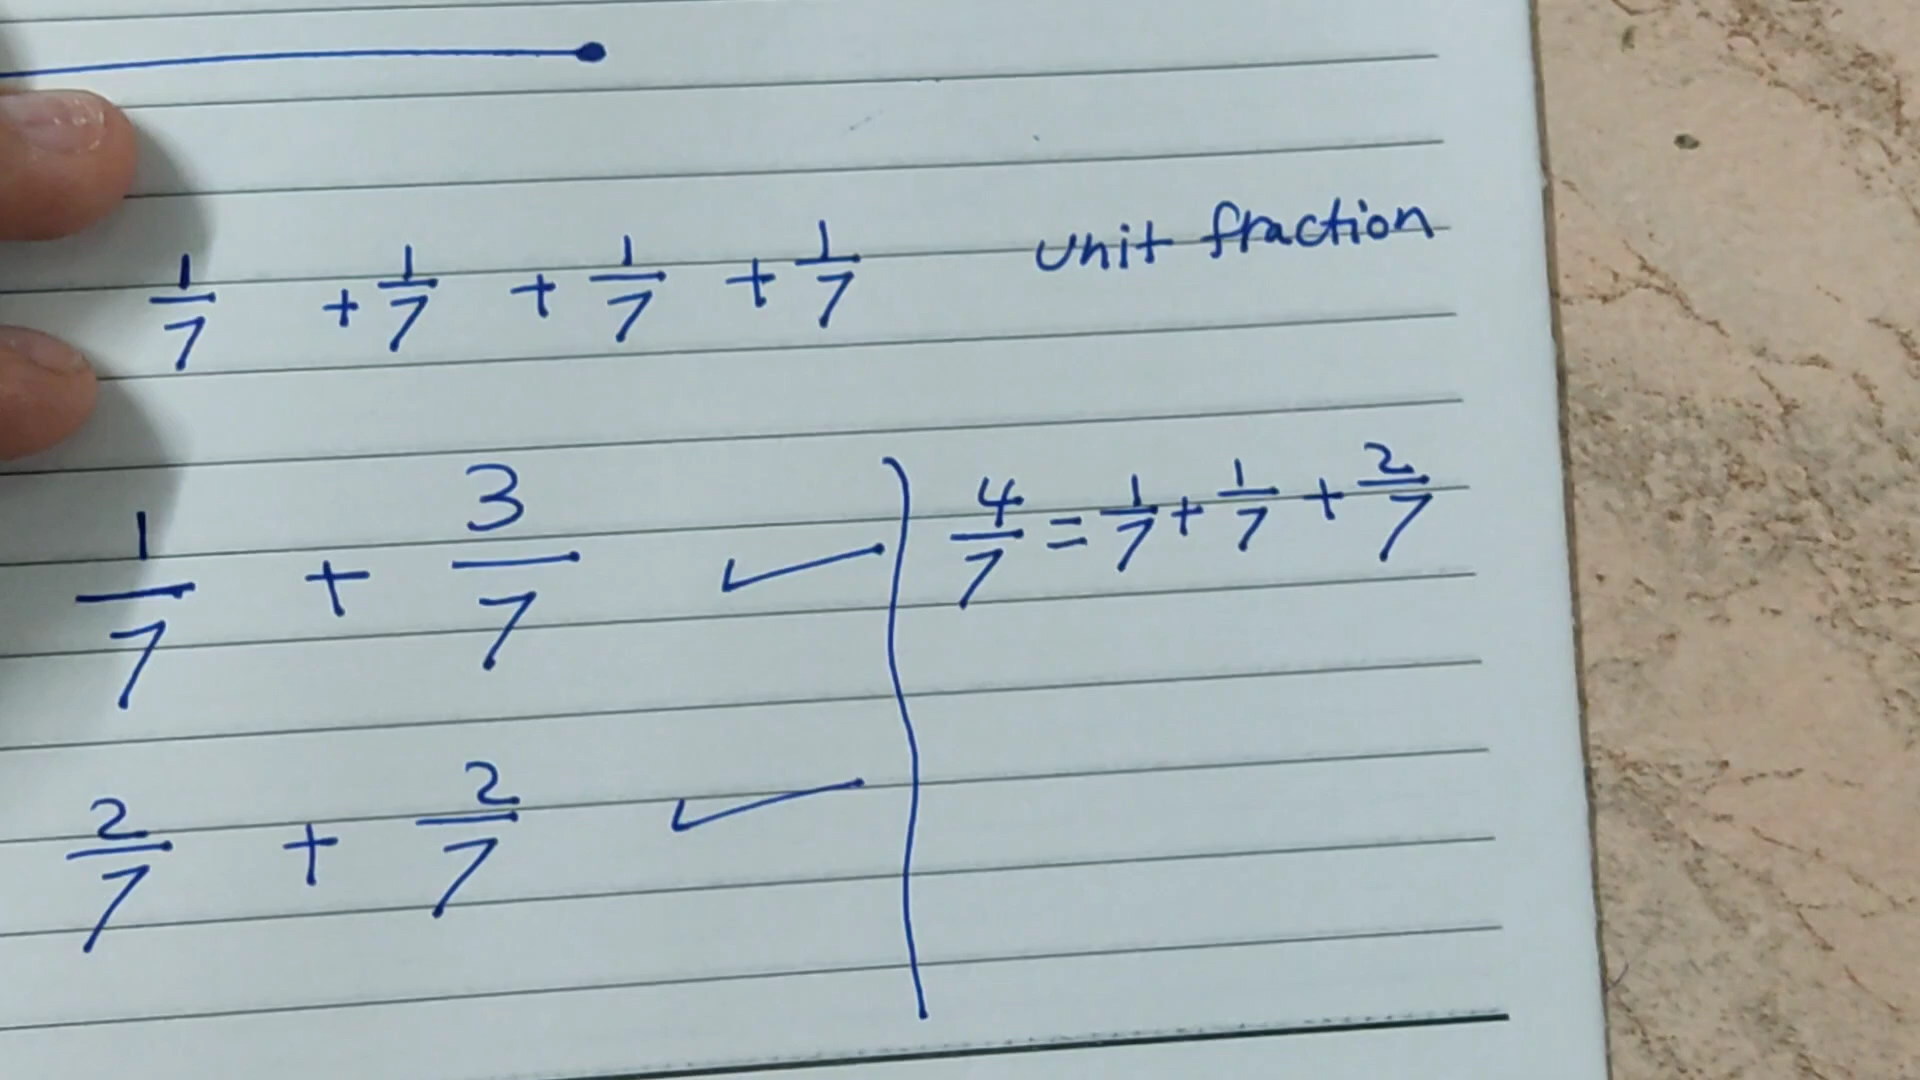 1/7 + 1/7 + 1/7 + 1/7 unit fraction
1/7 + 3/7 ✓
4/7 = 1/7 + 1/7 + 2/7
2/7 + 2/7 ✓